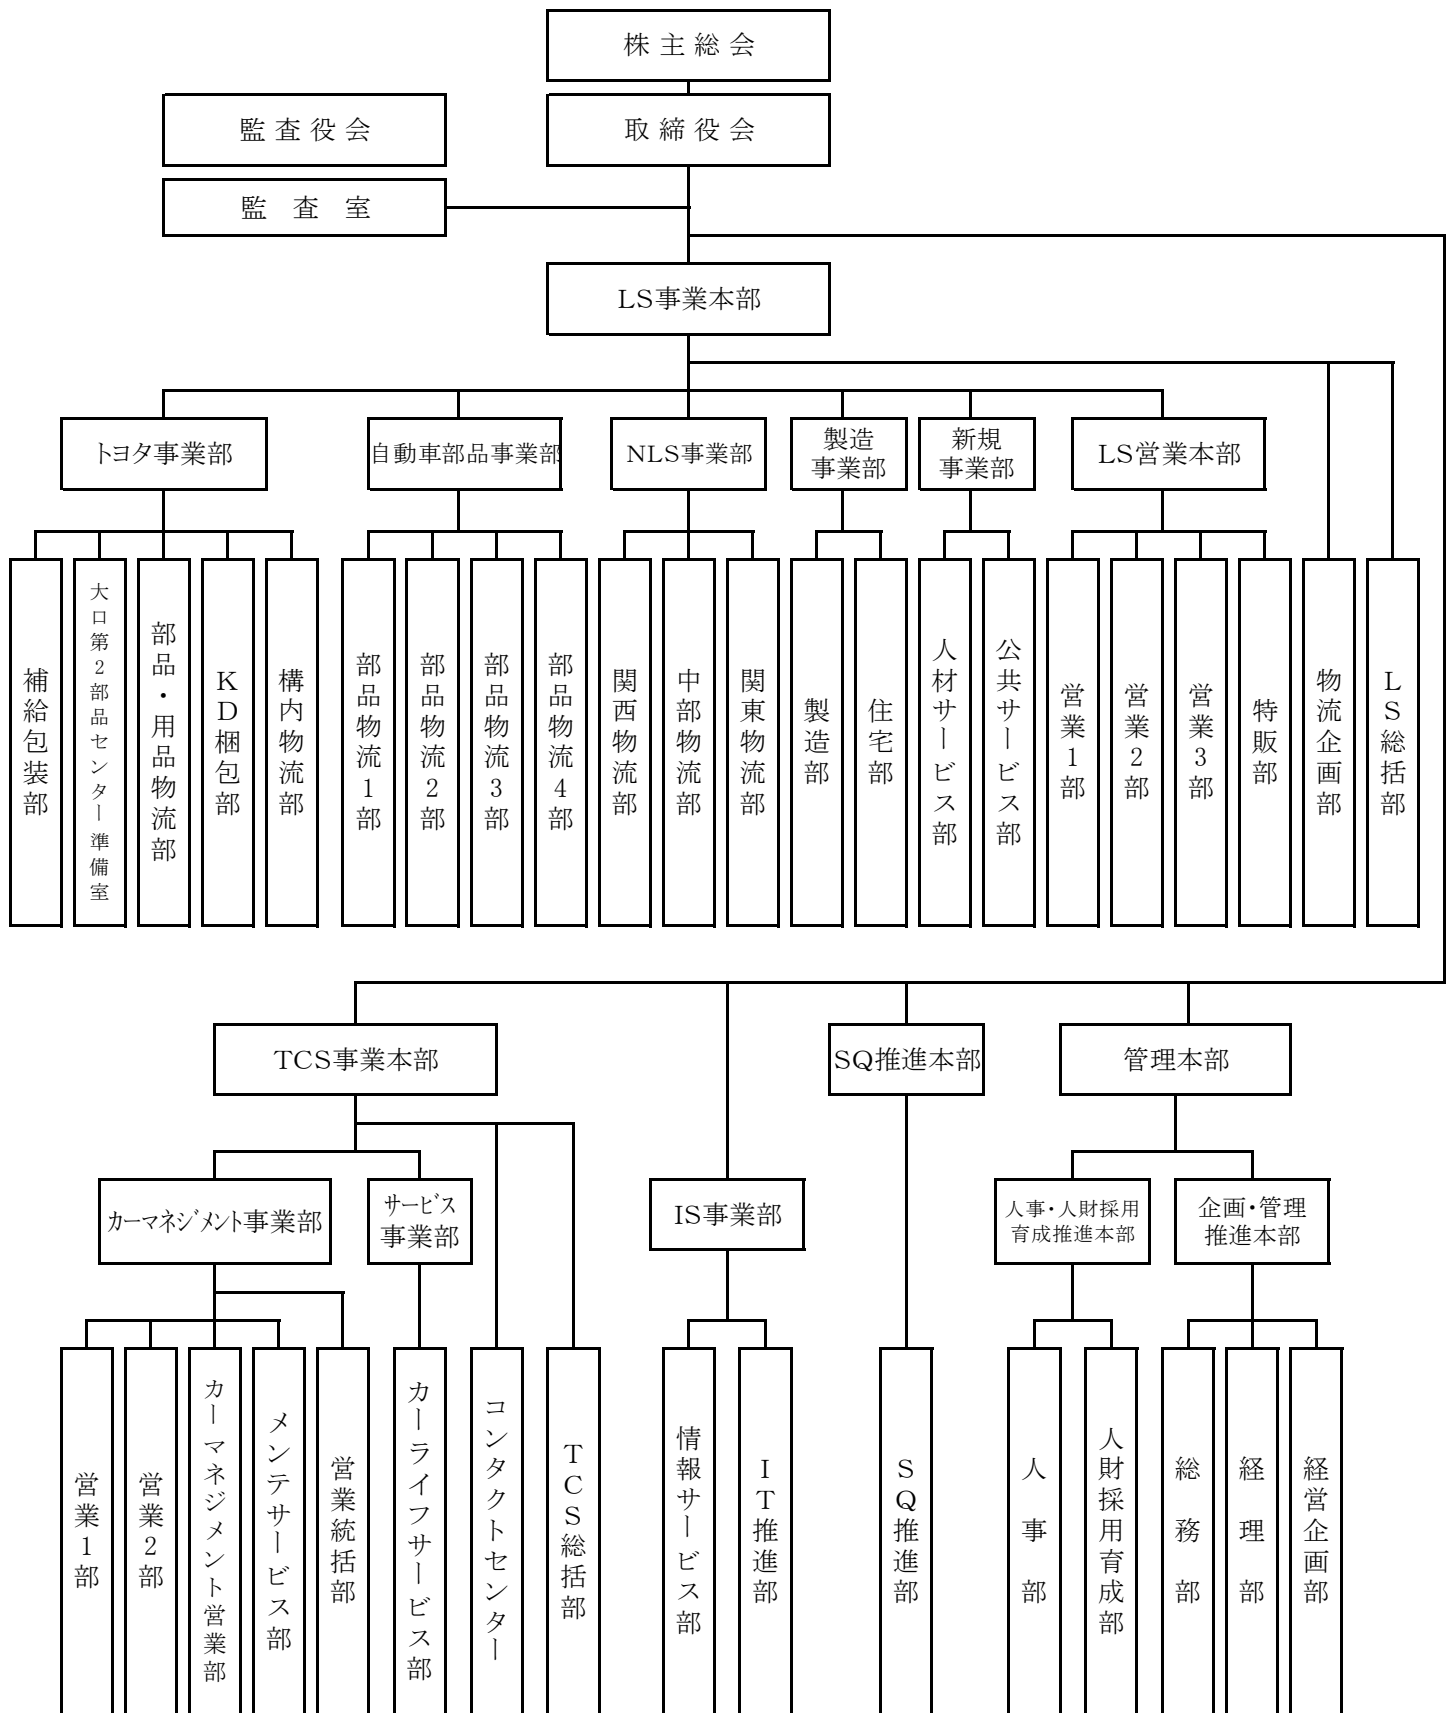 株主総会
監査役会
取締役会
監査室
LS事業本部
トヨタ事業部
自動車部品事業部
NLS事業部
製造
事業部
新規
事業部
LS営業本部
補給包装部
大口第2部品センター準備室
部品・用品物流部
KD梱包部
構内物流部
部品物流1部
部品物流2部
部品物流3部
部品物流4部
関西物流部
中部物流部
関東物流部
製造部
住宅部
人材サービス部
公共サービス部
営業1部
営業2部
営業3部
特販部
物流企画部
LS総括部
TCS事業本部
SQ推進本部
管理本部
カーマネジメント事業部
サービス
事業部
IS事業部
人事・人財採用
育成推進本部
企画・管理
推進本部
営業1部
営業2部
カーマネジメント営業部
メンテサービス部
営業統括部
カーライフサービス部
コンタクトセンター
TCS総括部
情報サービス部
IT推進部
SQ推進部
人事部
人財採用育成部
総務部
経理部
経営企画部